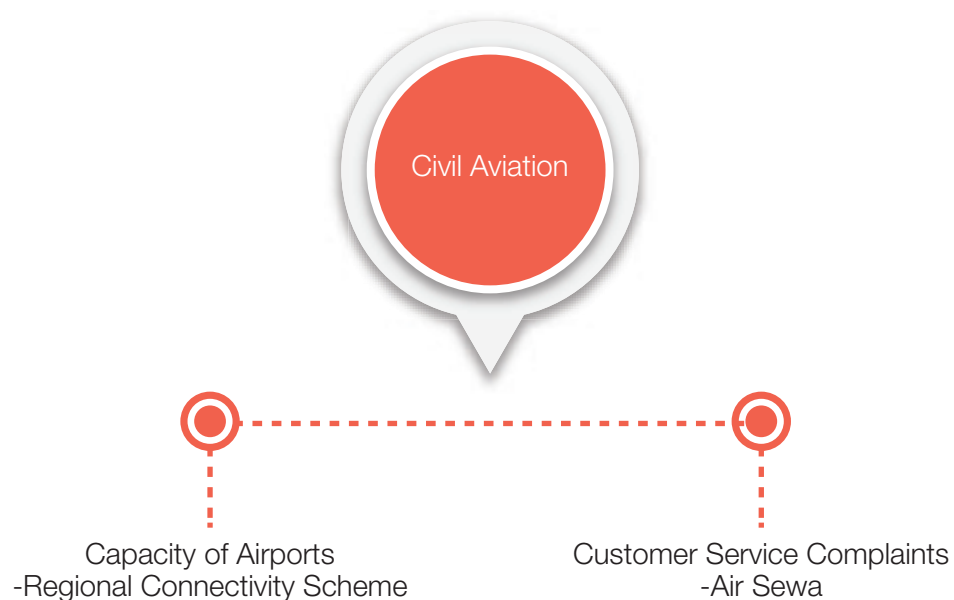 Civil Aviation
Capacity of Airports
-Regional Connectivity Scheme
Customer Service Complaints
-Air Sewa